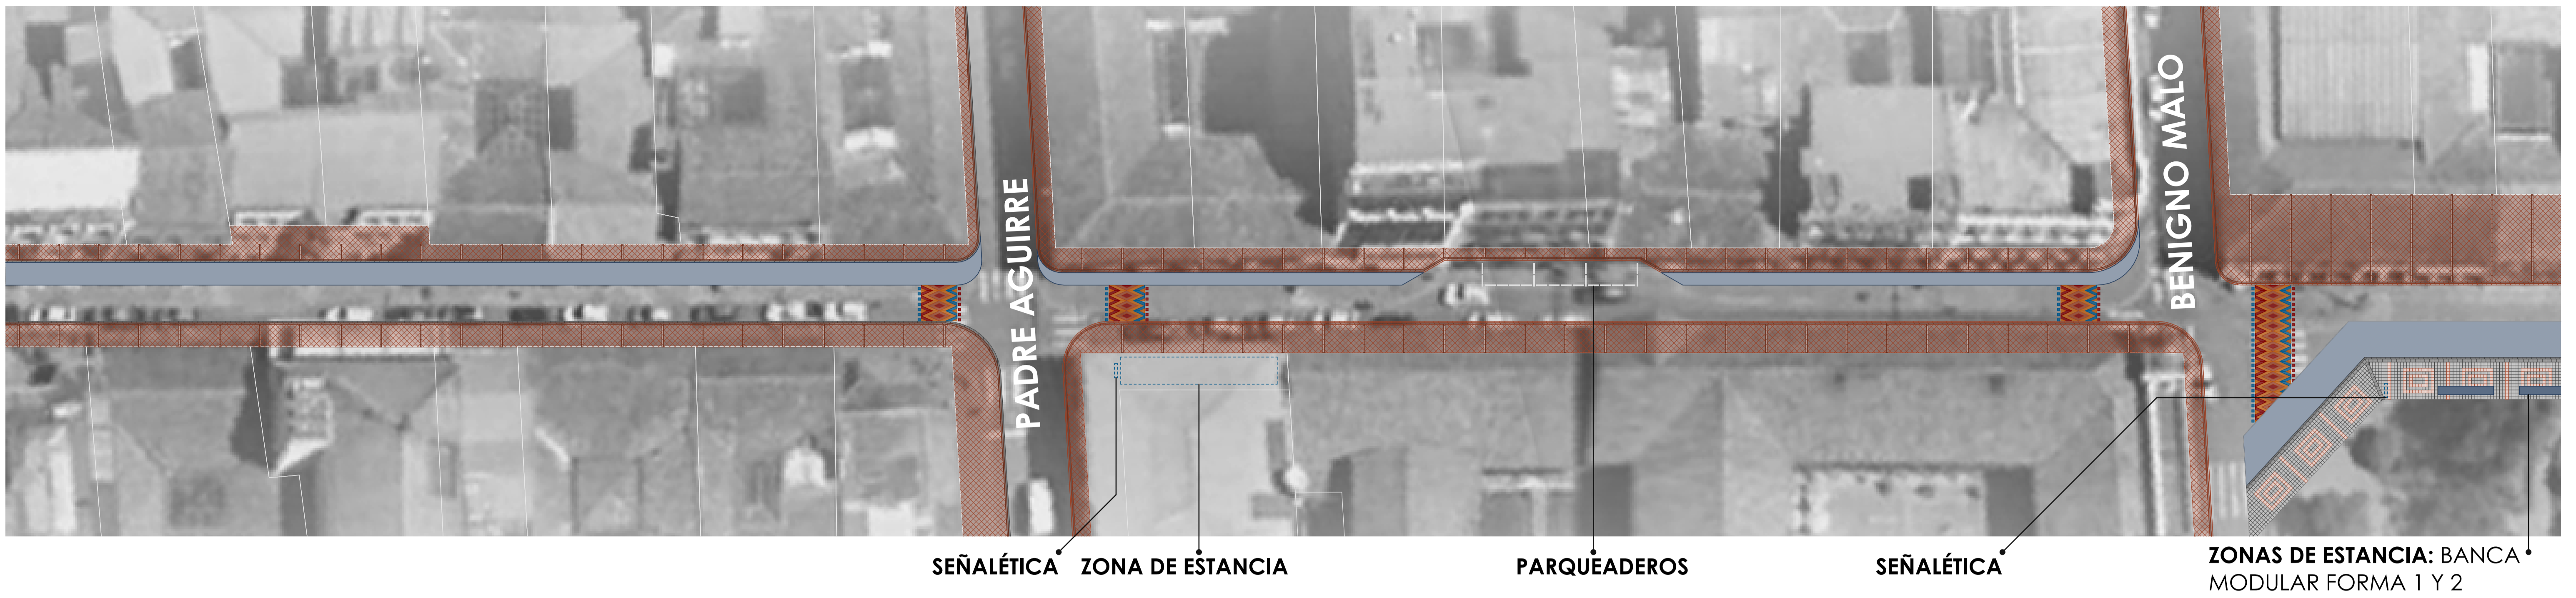 PADRE AGUIRRE
BENIGNO MALO
SEÑALÉTICA
ZONA DE ESTANCIA
PARQUEADEROS
SEÑALÉTICA
ZONAS DE ESTANCIA: BANCA
MODULAR FORMA 1 Y 2